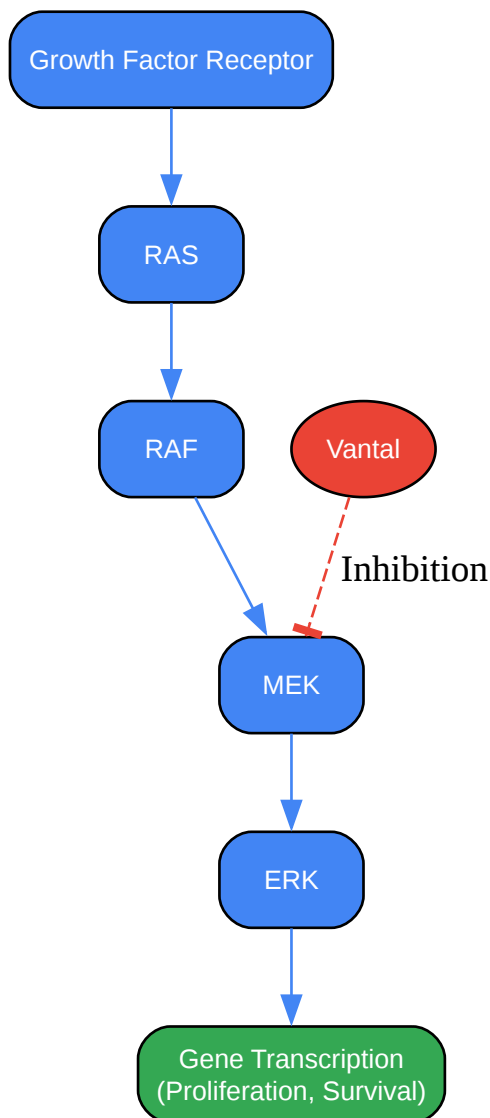 Growth Factor Receptor
RAS
RAF
Vantal
Inhibition
MEK
ERK
Gene Transcription
(Proliferation, Survival)